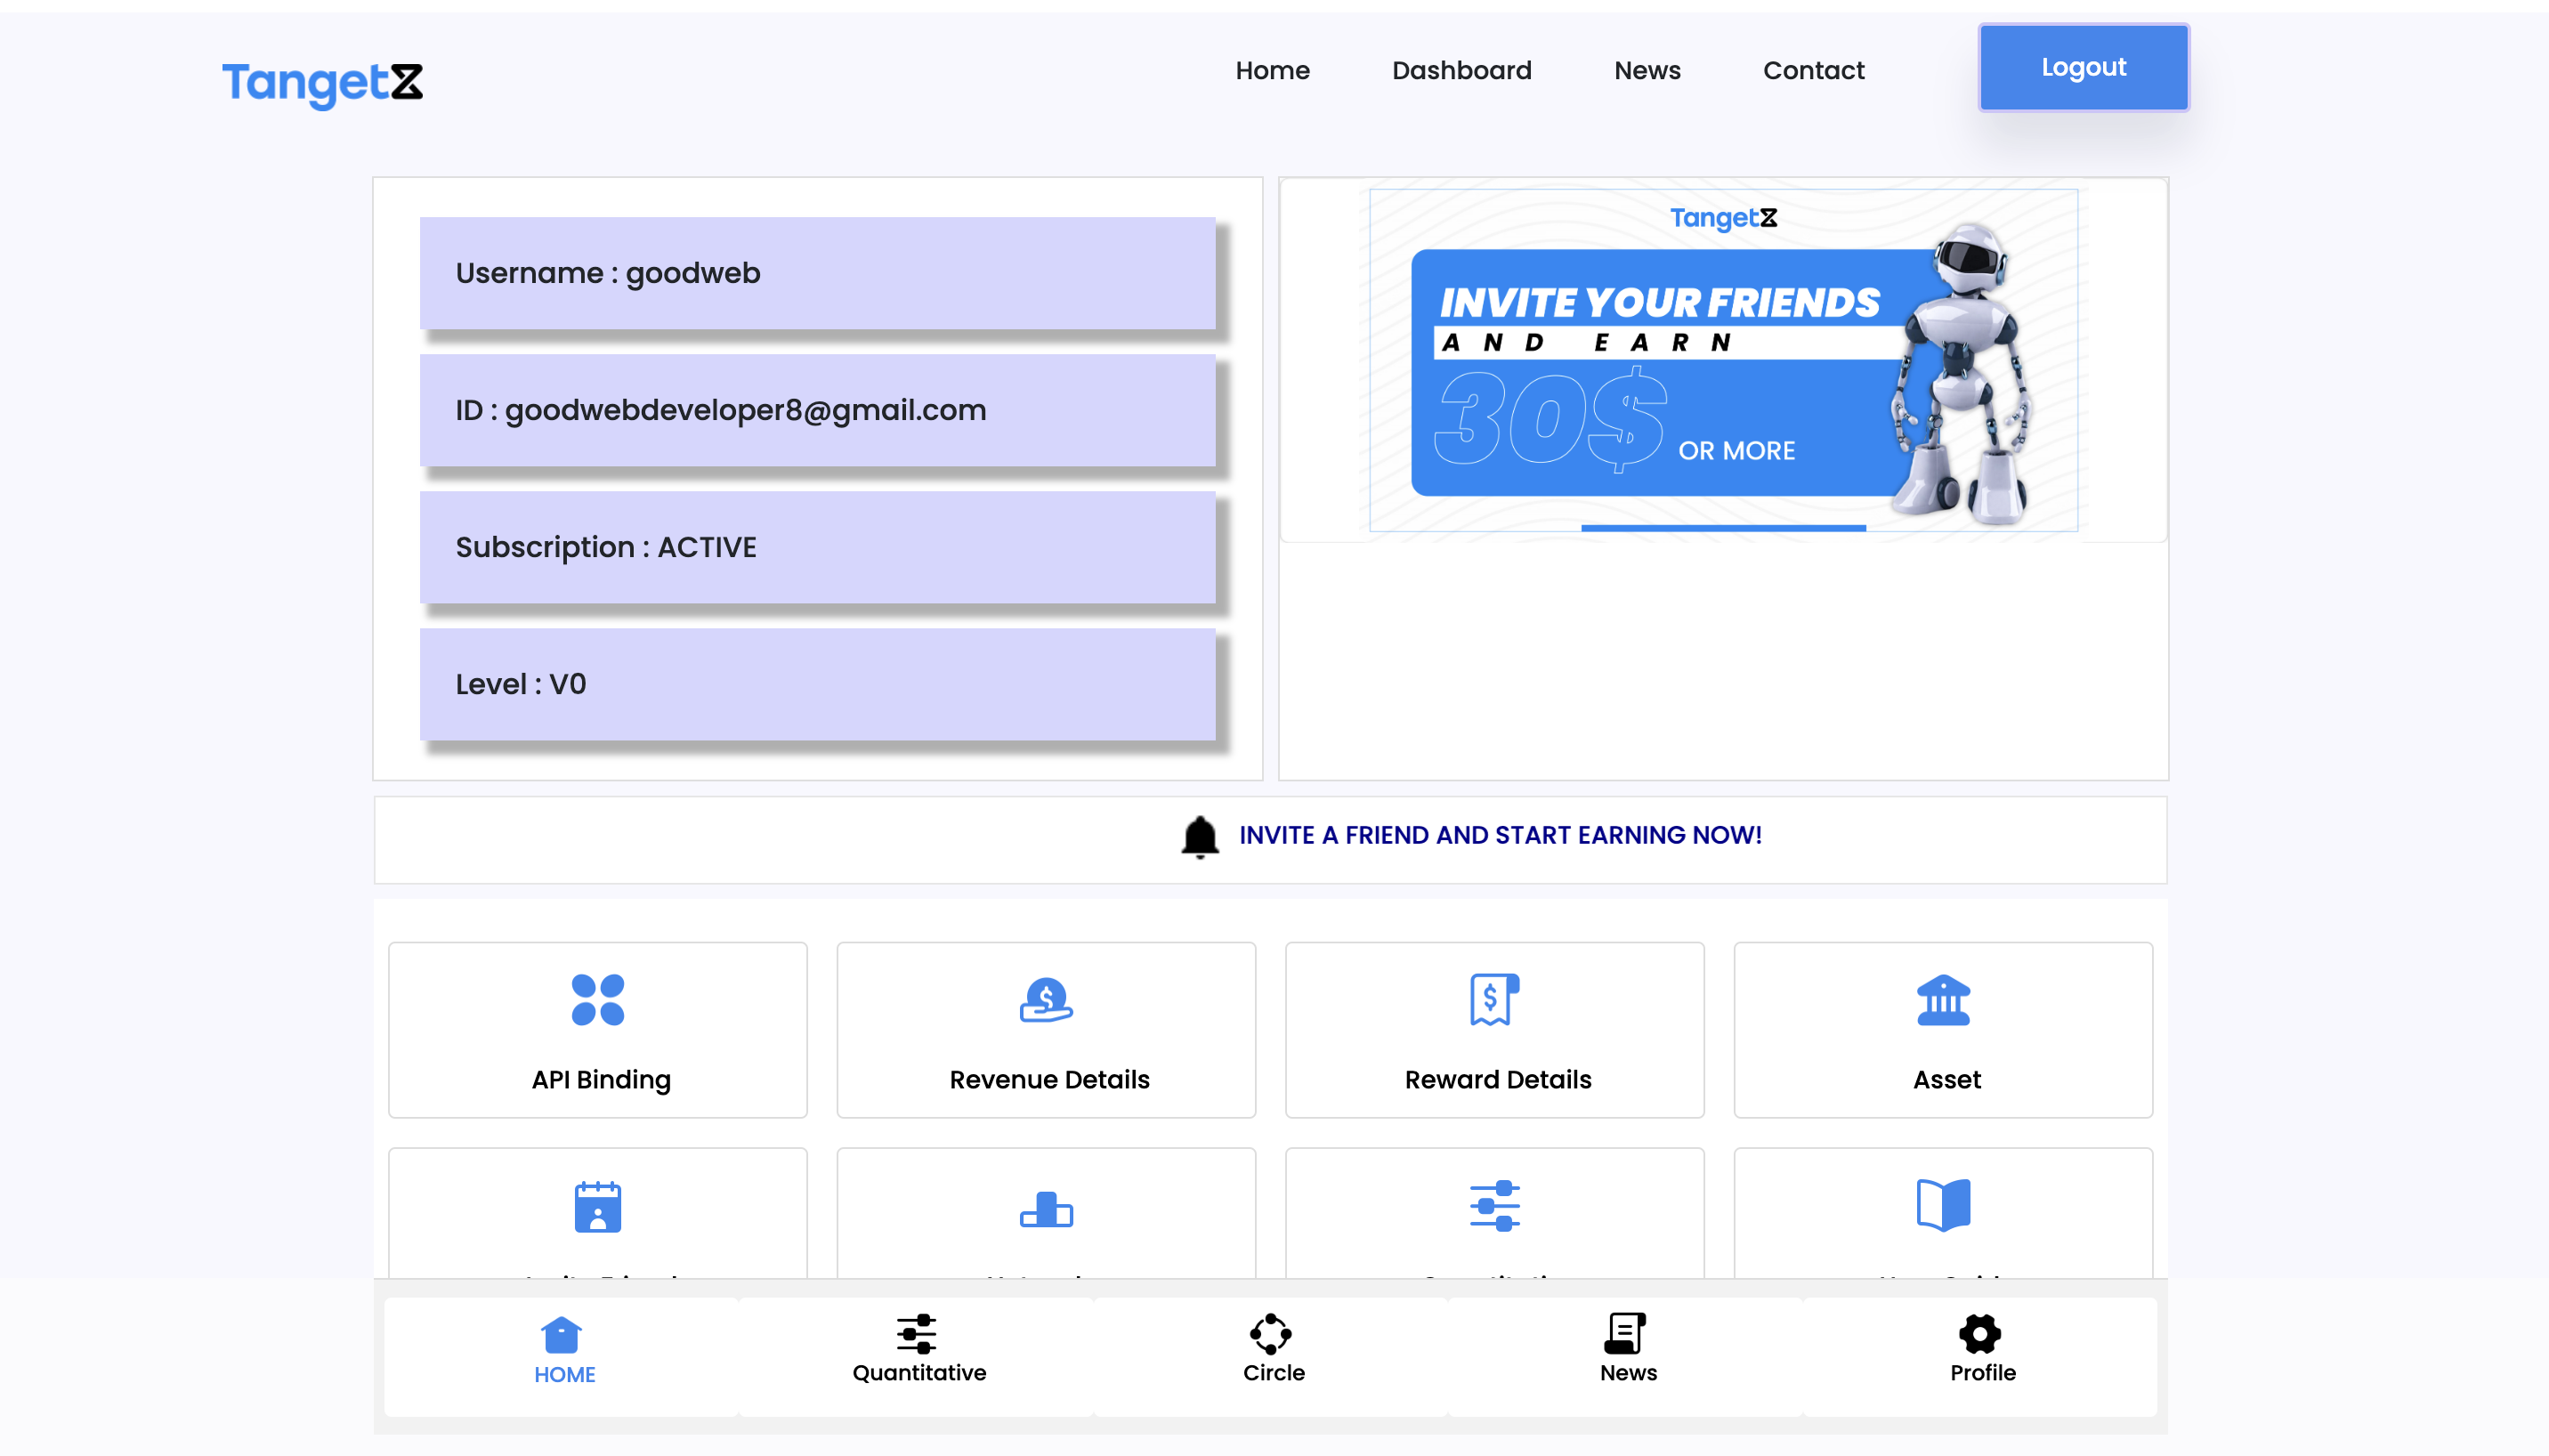 TangetX
Home
Dashboard
News
Contact
Logout
Username : goodweb
ID : goodwebdeveloper8@gmail.com
Subscription : ACTIVE
Level : V0
TangetX
INVITE YOUR FRIENDS
AND EARN
30$ OR MORE
INVITE A FRIEND AND START EARNING NOW!
API Binding
Revenue Details
Reward Details
Asset
HOME
Quantitative
Circle
News
Profile